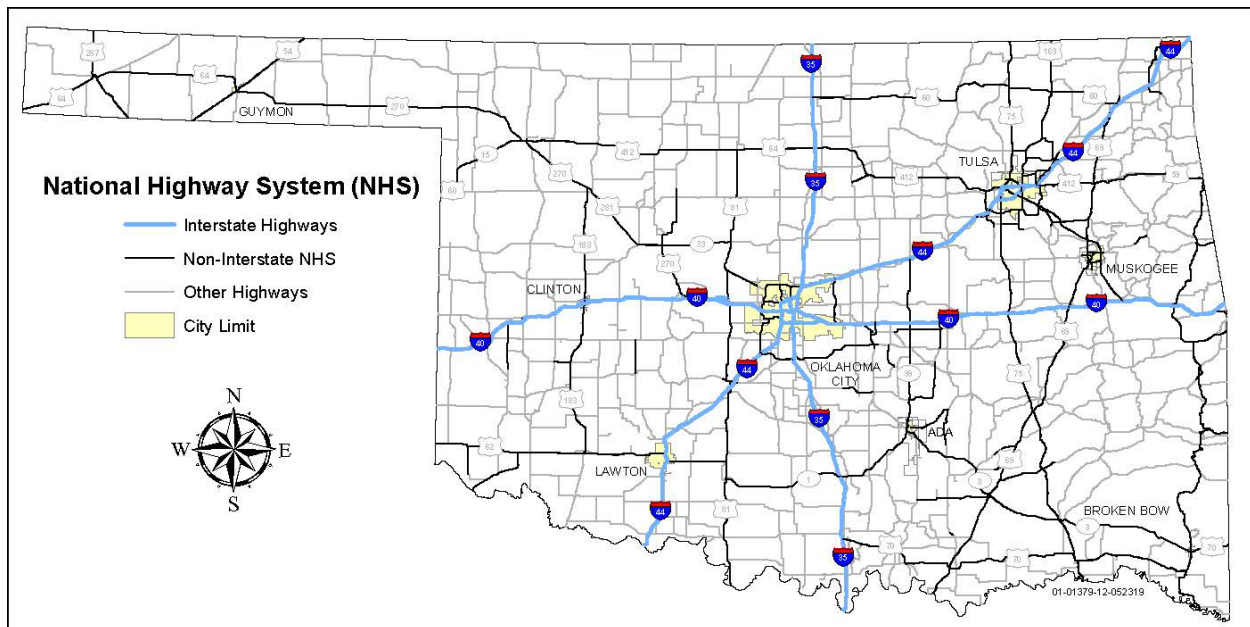 287
54
64
64
270
GUYMON
35
169
44
60
60
75
15
412
64
44
69
TULSA
270
35
412
412
59
National Highway System (NHS)
66
281
81
Interstate Highways
183
33
44
Non-Interstate NHS
MUSKOGEE
270
CLINTON
40
40
40
Other Highways
City Limit
69
40
OKLAHOMA
CITY
44
99
75
183
35
N
ADA
W
E
62
LAWTON
69
S
1
3
44
81
BROKEN BOW
3
70
70
35
70
01-01379-12-052319